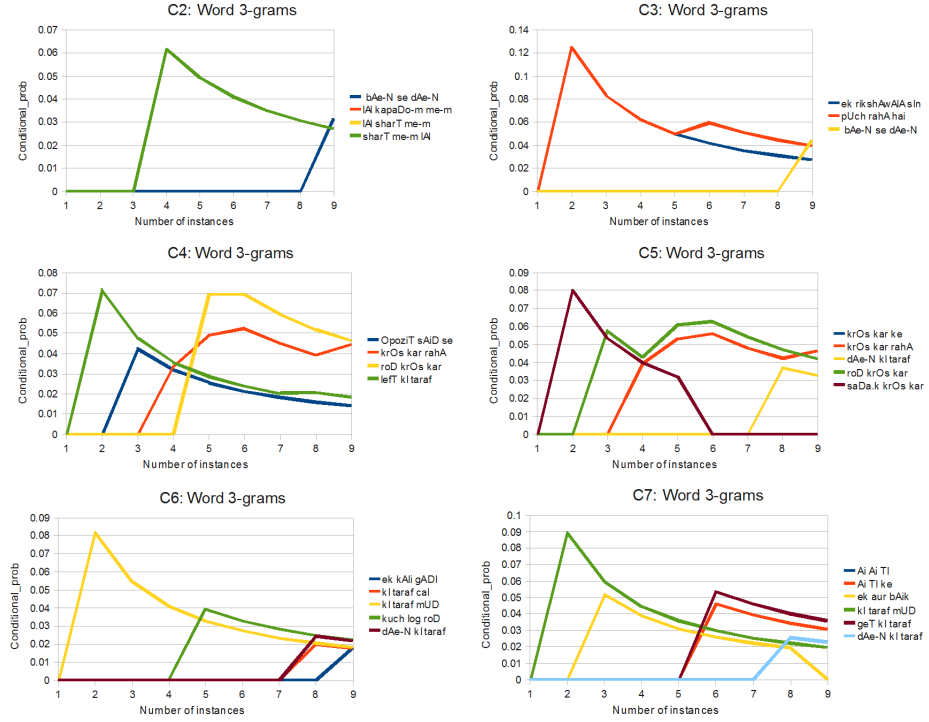 C2: Word 3-grams
Conditional_prob
0.07
0.06
0.05
0.04
0.03
0.02
0.01
0
1 2 3 4 5 6 7 8 9
Number of instances
bAe-N se dAe-N
lAl kapaDo-m me-m
lAl sharT me-m
sharT me-m lAl
C3: Word 3-grams
Conditional_prob
0.14
0.12
0.1
0.08
0.06
0.04
0.02
0
1 2 3 4 5 6 7 8 9
Number of instances
ek rikshAwAlA sIn
pUch rahA hai
bAe-N se dAe-N
C4: Word 3-grams
Conditional_prob
0.08
0.07
0.06
0.05
0.04
0.03
0.02
0.01
0
1 2 3 4 5 6 7 8 9
Number of instances
OpoziT sAiD se
krOs kar rahA
roD krOs kar
lefT kI taraf
C5: Word 3-grams
Conditional_prob
0.09
0.08
0.07
0.06
0.05
0.04
0.03
0.02
0.01
0
1 2 3 4 5 6 7 8 9
Number of instances
krOs kar ke
krOs kar rahA
dAe-N kI taraf
roD krOs kar
saDa.k krOs kar
C6: Word 3-grams
Conditional_prob
0.09
0.08
0.07
0.06
0.05
0.04
0.03
0.02
0.01
0
1 2 3 4 5 6 7 8 9
Number of instances
ek kAli gADI
kI taraf cal
kI taraf mUD
kuch log roD
dAe-N kI taraf
C7: Word 3-grams
Conditional_prob
0.1
0.09
0.08
0.07
0.06
0.05
0.04
0.03
0.02
0.01
0
1 2 3 4 5 6 7 8 9
Number of instances
Ai Ai TI
Ai TI ke
ek aur bAik
kI taraf mUD
geT kI taraf
dAe-N kI taraf